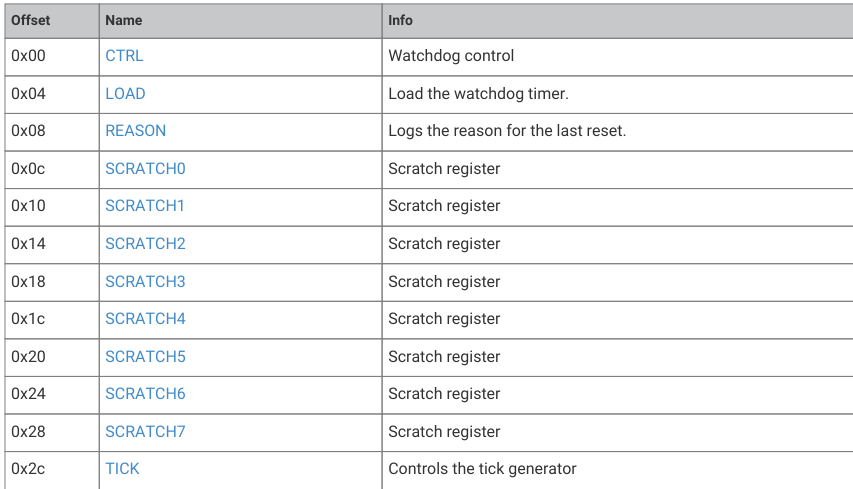 Offset Name Info
0x00 CTRL Watchdog control
0x04 LOAD Load the watchdog timer.
0x08 REASON Logs the reason for the last reset.
0x0c SCRATCH0 Scratch register
0x10 SCRATCH1 Scratch register
0x14 SCRATCH2 Scratch register
0x18 SCRATCH3 Scratch register
0x1c SCRATCH4 Scratch register
0x20 SCRATCH5 Scratch register
0x24 SCRATCH6 Scratch register
0x28 SCRATCH7 Scratch register
0x2c TICK Controls the tick generator